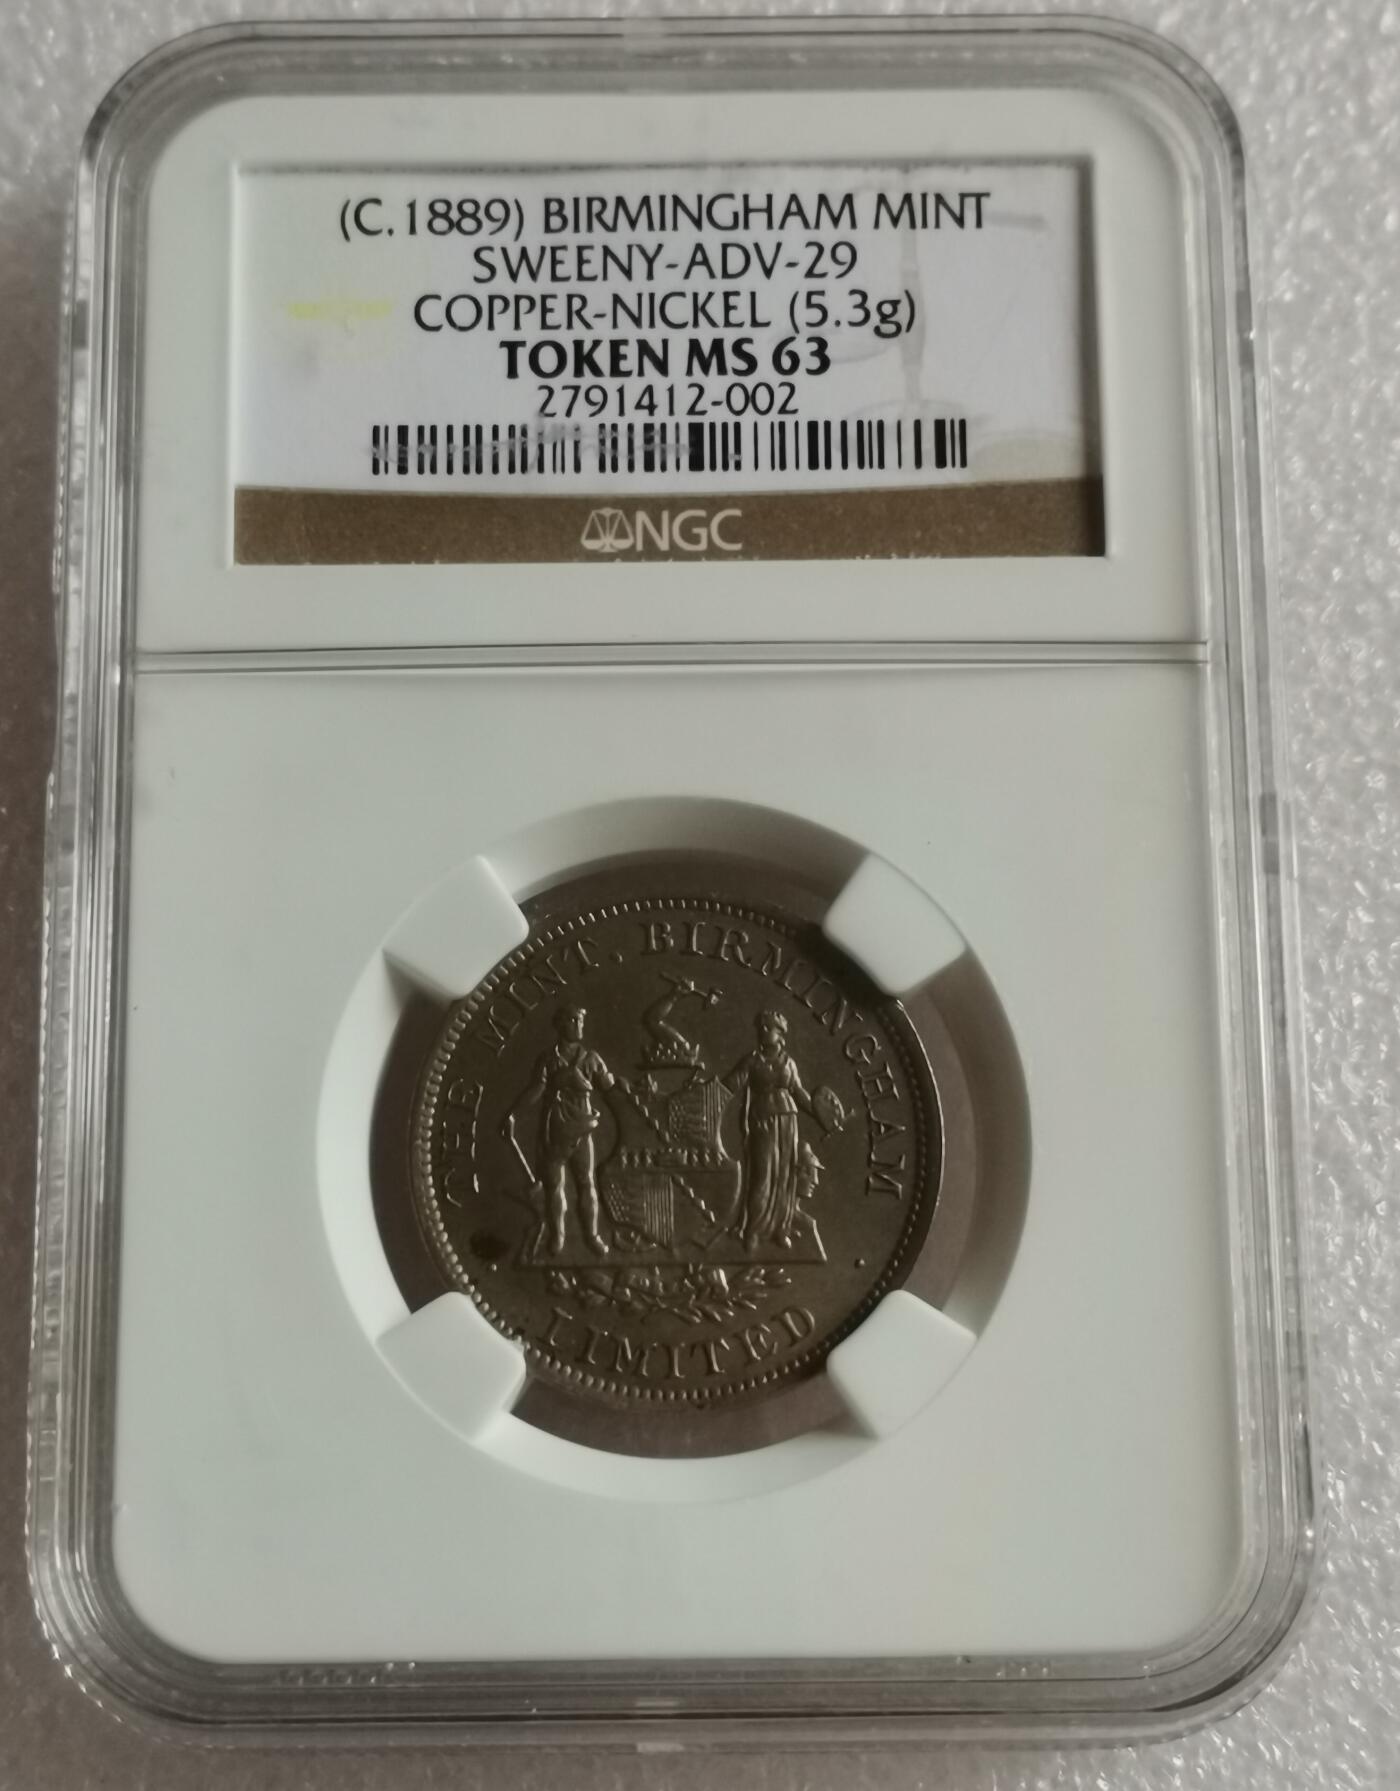 (C.1889) BIRMINGHAM MINT
SWEENY-ADV-29
COPPER-NICKEL (5.3g)
TOKEN MS 63
2791412-002
NGC
THE MINT. BIRMINGHAM
LIMITED